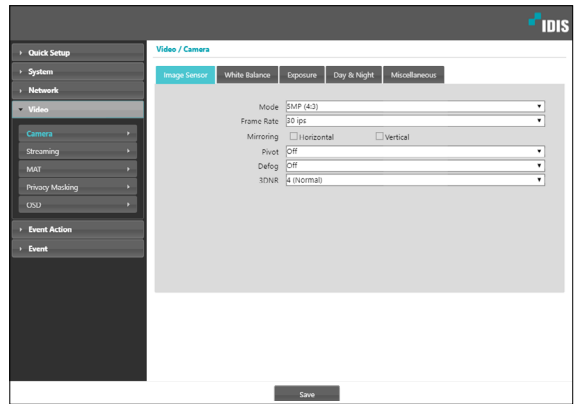 IDIS
Quick Setup
System
Network
Video
Camera
Streaming
MAT
Privacy Masking
OSD
Event Action
Event
Video / Camera
Image Sensor White Balance Exposure Day & Night Miscellaneous
Mode 5MP (4:3)
Frame Rate 30 ips
Mirroring Horizontal Vertical
Pivot Off
Defog Off
3DNR 4 (Normal)
Save